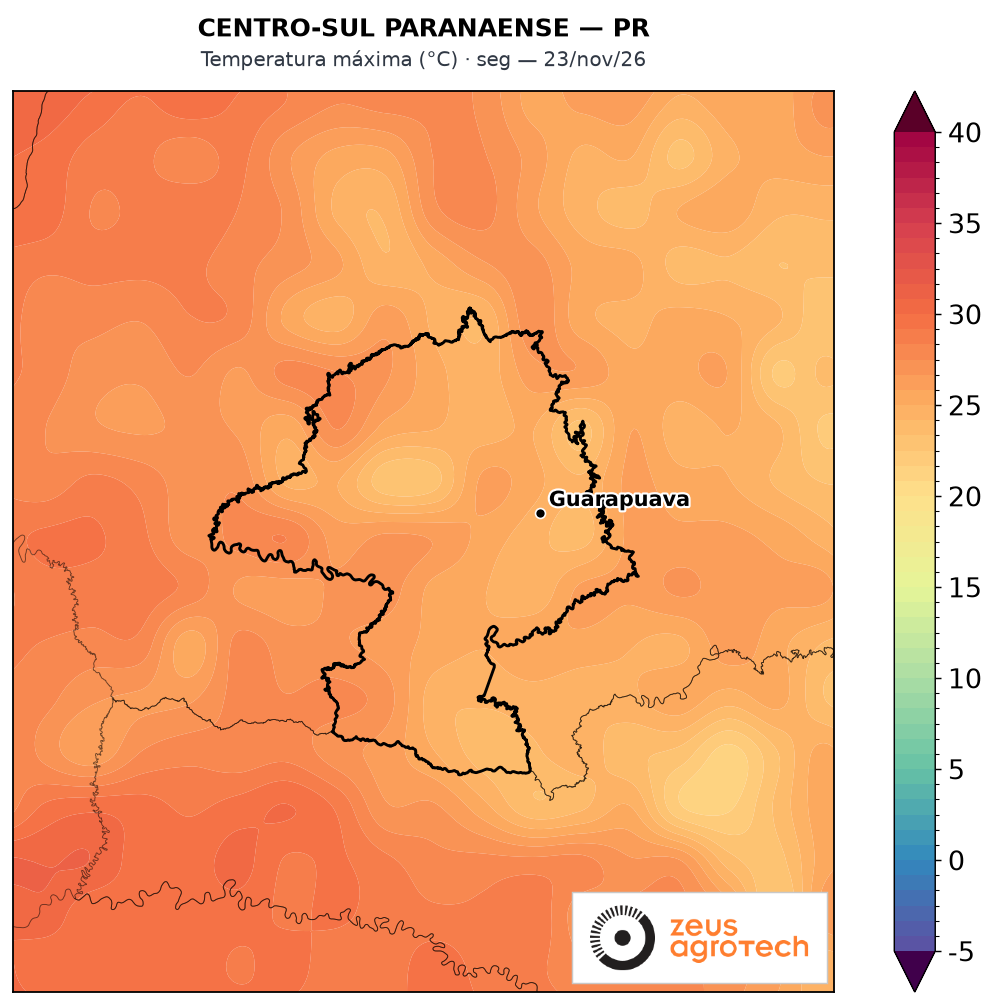 CENTRO-SUL PARANAENSE — PR
Temperatura máxima (°C) · seg — 23/nov/26
40
35
30
25
20
15
10
5
0
-5
Guarapuava
zeus
agrotech